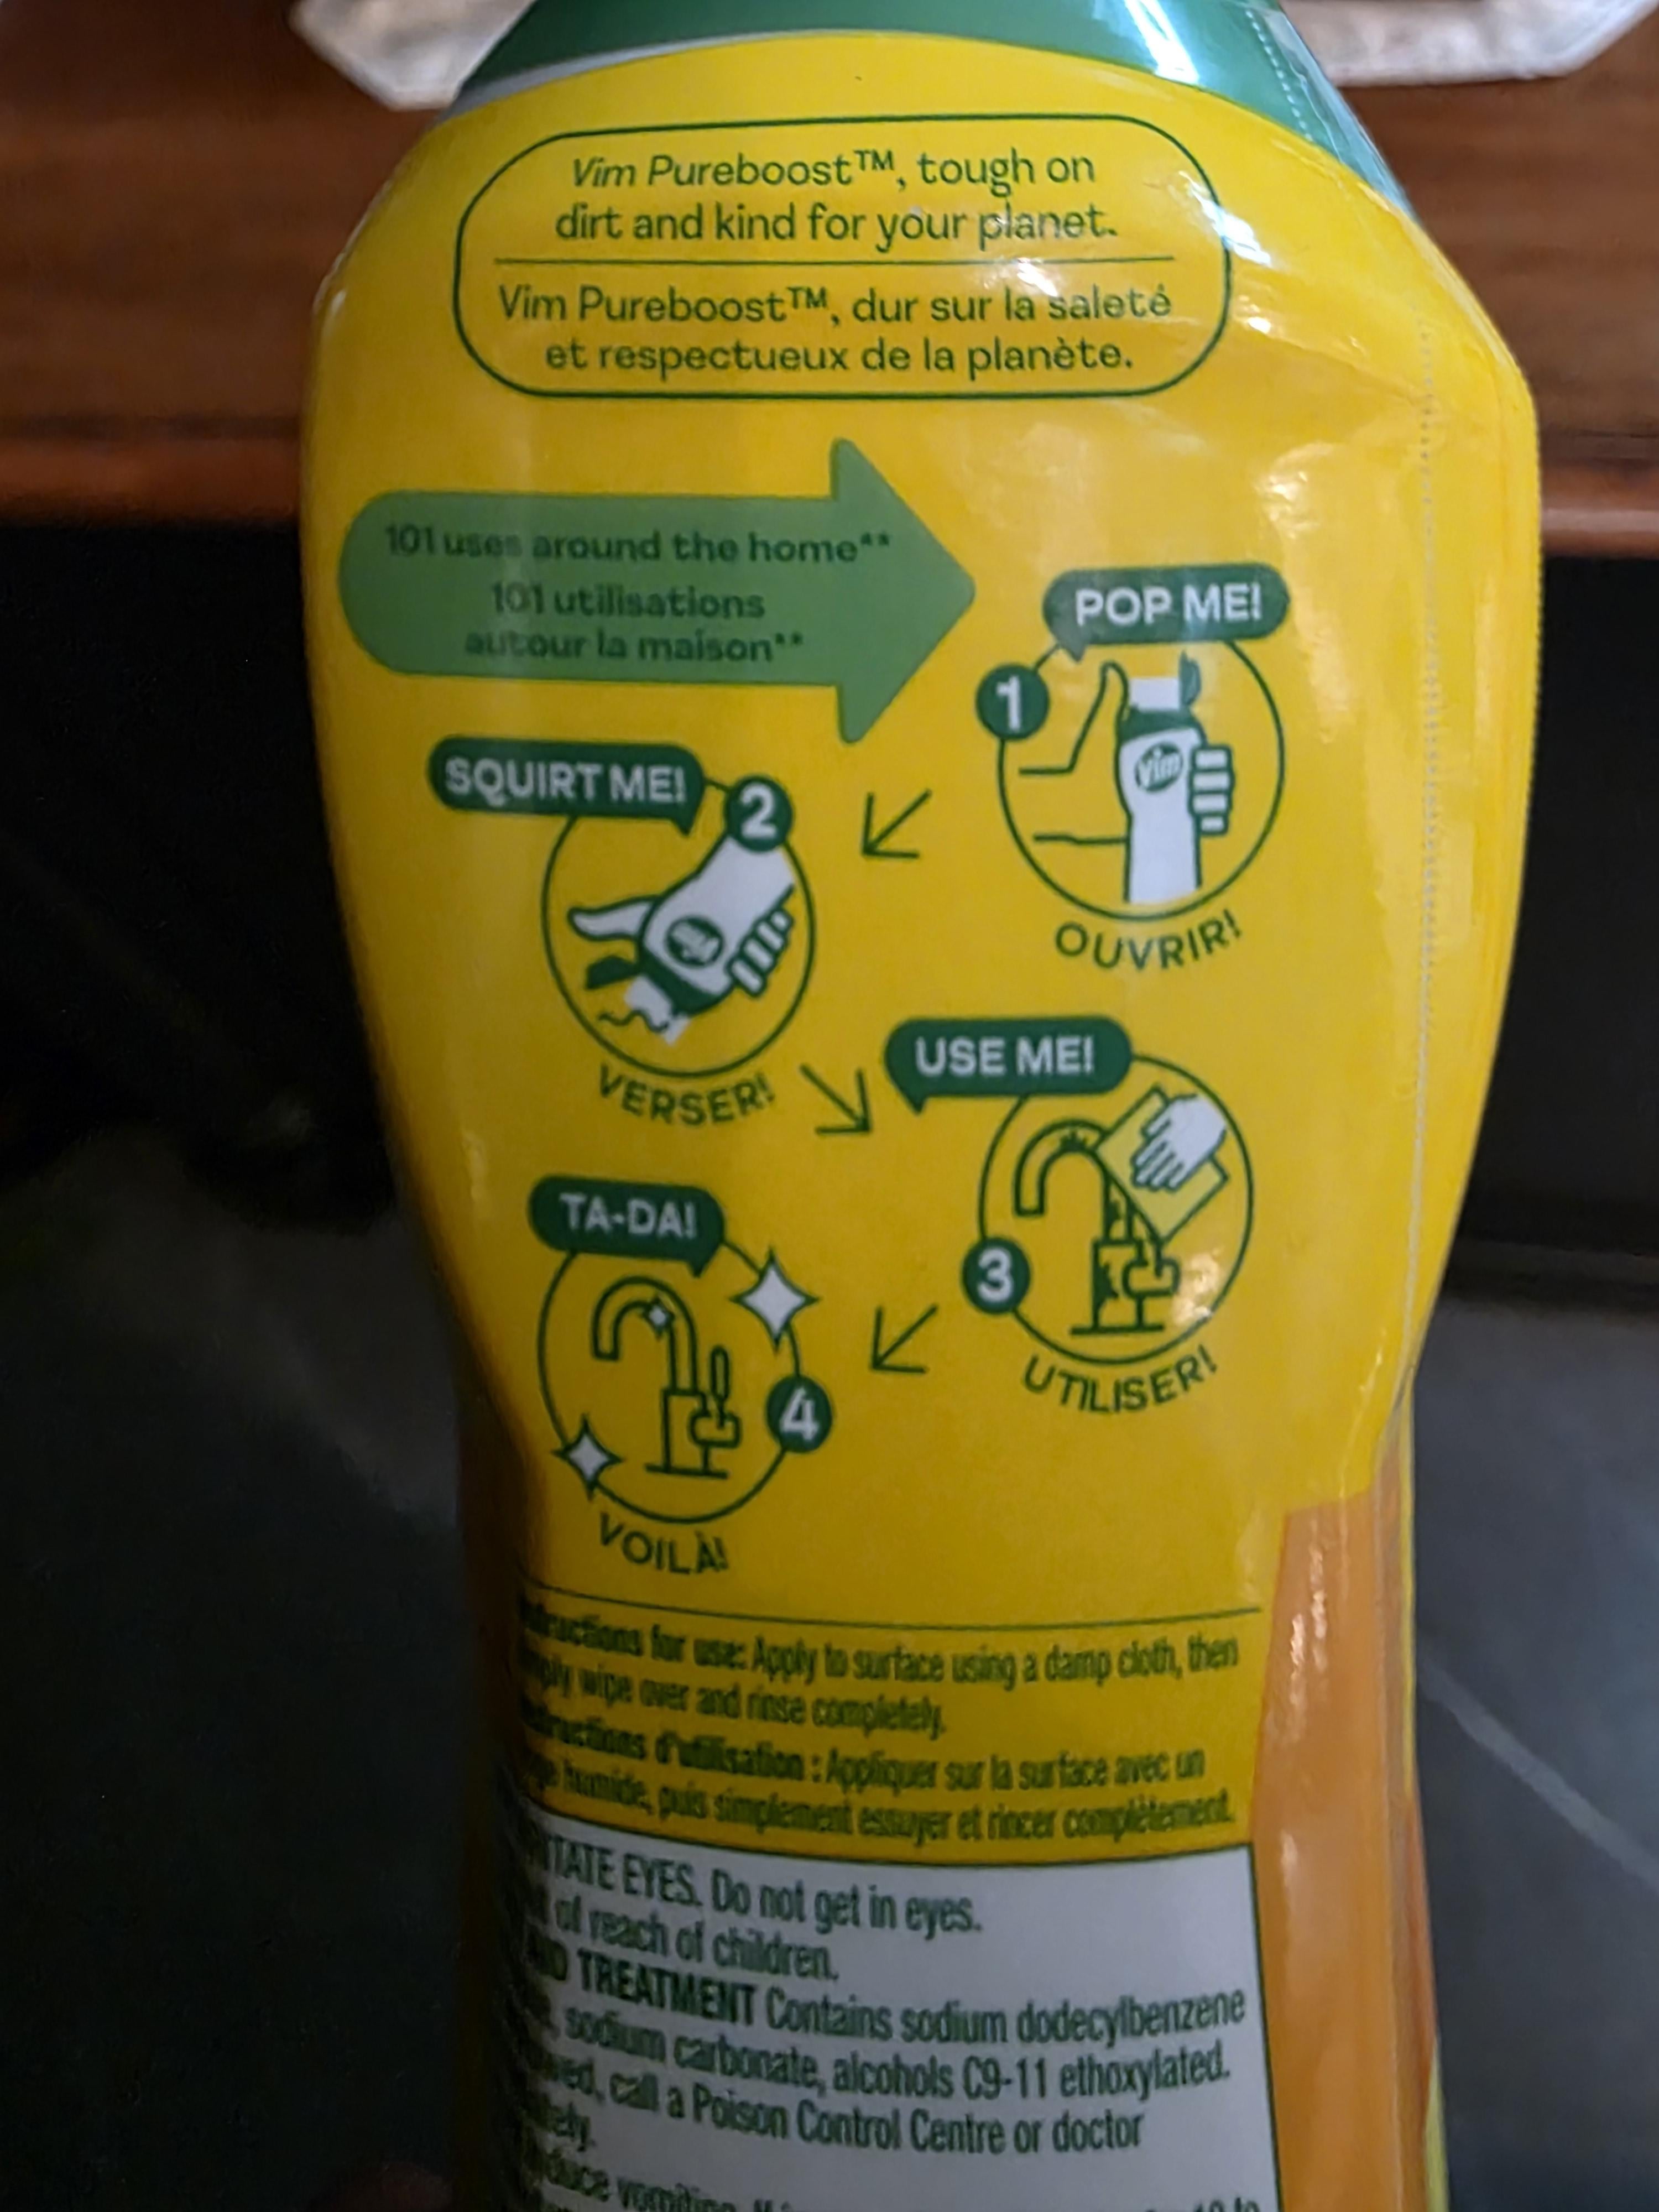 Vim Pureboost™, tough on
dirt and kind for your planet.
Vim Pureboost™, dur sur la saleté
et respectueux de la planète.
101 uses around the home**
101 utilisations
autour la maison**
POP ME!
1
Vim
OUVRIR!
SQUIRT ME!
2
VERSER!
USE ME!
3
UTILISER!
TA-DA!
4
VOILÀ!
for use: Apply to surface using a damp cloth, then
wipe over and rinse completely.
d'utilisation : Appliquer sur la surface avec un
humide, puis simplement essuyer et rincer complètement.
EYES. Do not get in eyes.
of reach of children.
TREATMENT Contains sodium dodecylbenzene
sodium carbonate, alcohols C9-11 ethoxylated.
call a Poison Control Centre or doctor
vomiting.